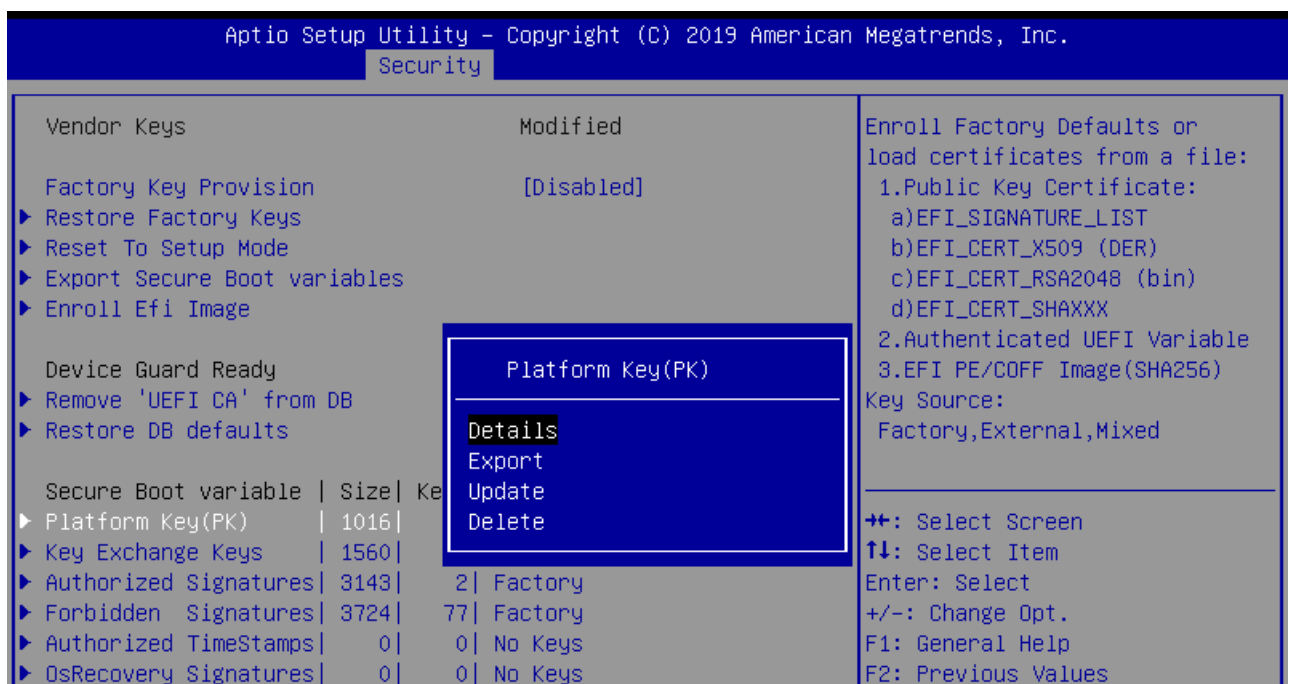 Aptio Setup Utility – Copyright (C) 2019 American Megatrends, Inc.
Security
Vendor Keys Modified
Factory Key Provision [Disabled]
Restore Factory Keys
Reset To Setup Mode
Export Secure Boot variables
Enroll Efi Image
Device Guard Ready
Remove 'UEFI CA' from DB
Restore DB defaults
Secure Boot variable | Size| Ke
Platform Key(PK) | 1016|
Key Exchange Keys | 1560|
Authorized Signatures| 3143| 2| Factory
Forbidden Signatures| 3724| 77| Factory
Authorized TimeStamps| 0| 0| No Keys
OsRecovery Signatures| 0| 0| No Keys
Platform Key(PK)
Details
Export
Update
Delete
Enroll Factory Defaults or
load certificates from a file:
1.Public Key Certificate:
a)EFI_SIGNATURE_LIST
b)EFI_CERT_X509 (DER)
c)EFI_CERT_RSA2048 (bin)
d)EFI_CERT_SHAXXX
2.Authenticated UEFI Variable
3.EFI PE/COFF Image(SHA256)
Key Source:
Factory,External,Mixed
→←: Select Screen
↑↓: Select Item
Enter: Select
+/-: Change Opt.
F1: General Help
F2: Previous Values